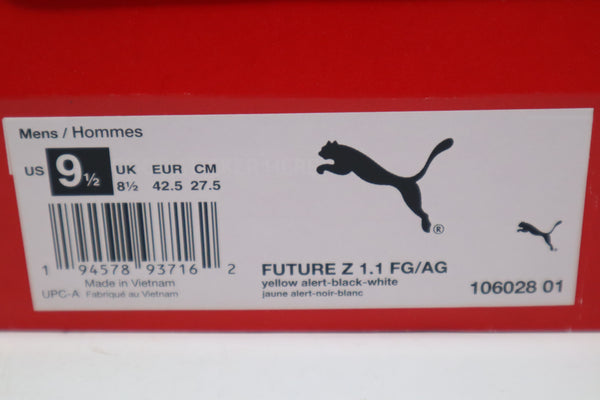 Mens / Hommes
US 9½ UK EUR CM
8½ 42.5 27.5
®
1 94578 93716 2
Made in Vietnam
UPC-A Fabriqué au Vietnam
FUTURE Z 1.1 FG/AG
yellow alert-black-white
jaune alert-noir-blanc
106028 01